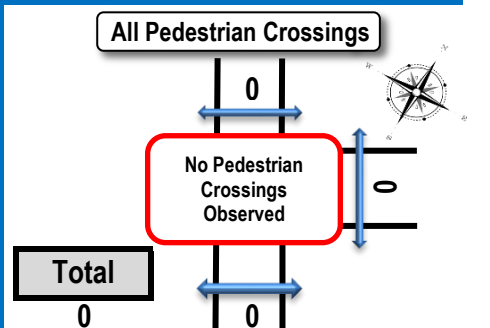 All Pedestrian Crossings
0
No Pedestrian
Crossings
Observed
0
Total
0
0